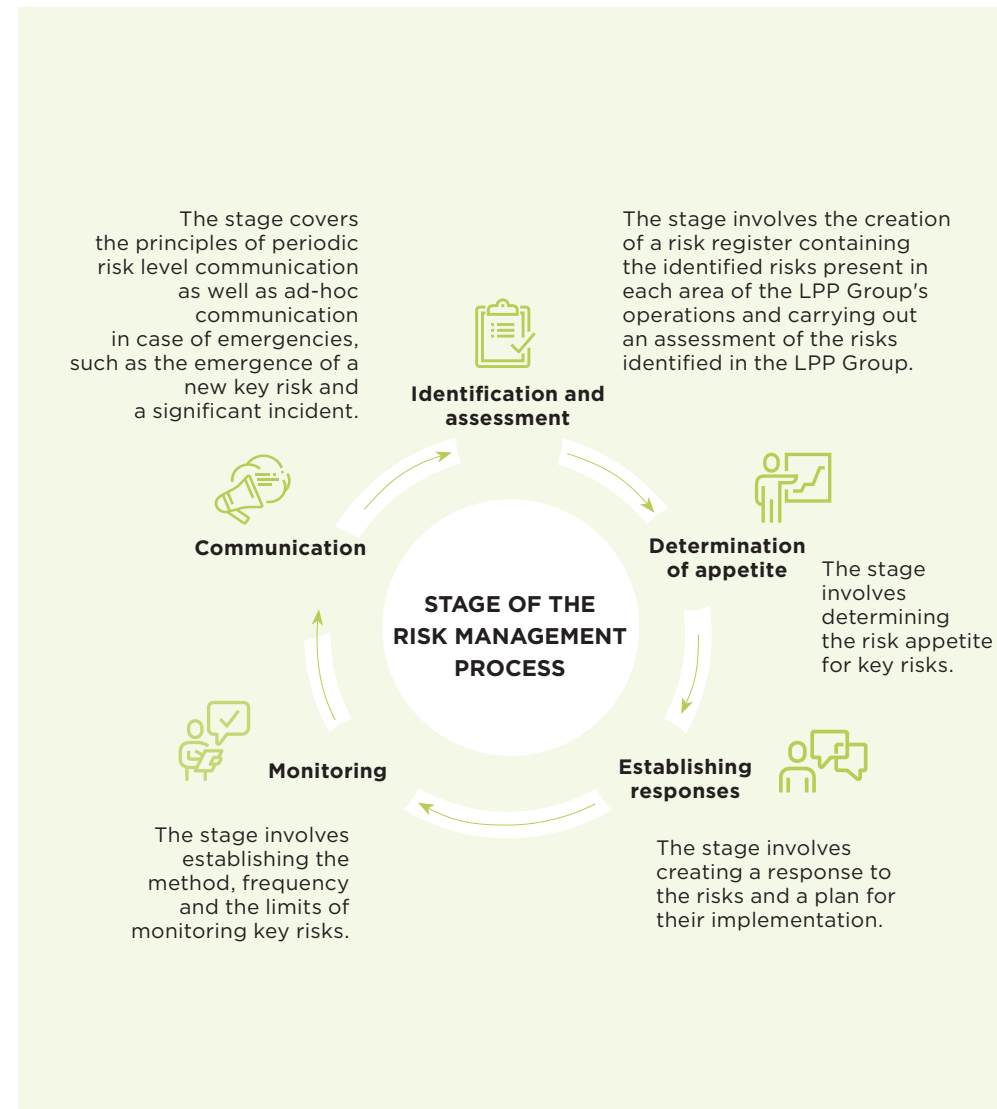 The stage covers
the principles of periodic
risk level communication
as well as ad-hoc
communication
in case of emergencies,
such as the emergence of a
new key risk and
a significant incident.
The stage involves the creation
of a risk register containing
the identified risks present in
each area of the LPP Group's
operations and carrying out
an assessment of the risks
identified in the LPP Group.
Identification and
assessment
Communication
Determination
of appetite
The stage
involves
determining
the risk appetite
for key risks.
STAGE OF THE
RISK MANAGEMENT
PROCESS
Monitoring
Establishing
responses
The stage involves
establishing the
method, frequency
and the limits of
monitoring key risks.
The stage involves
creating a response to
the risks and a plan for
their implementation.